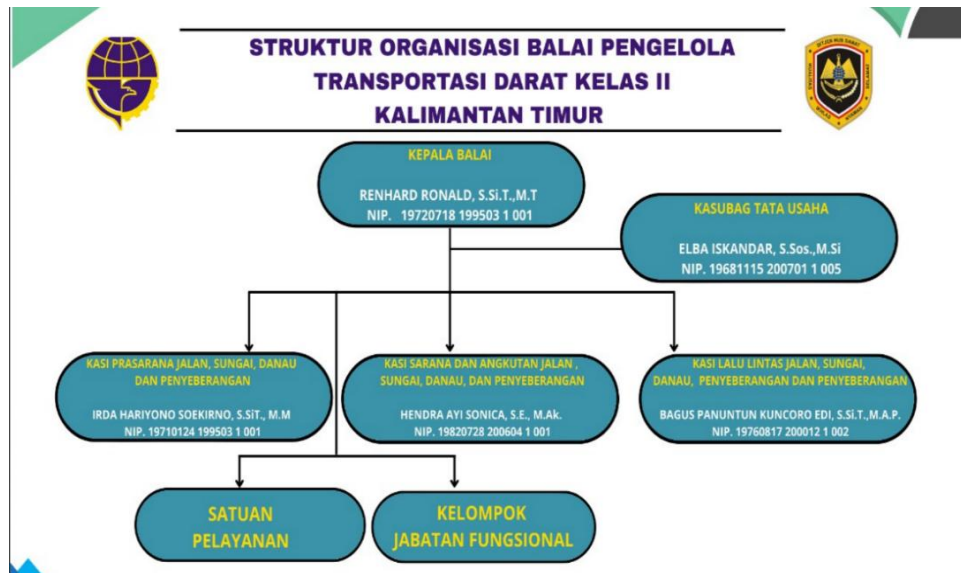 STRUKTUR ORGANISASI BALAI PENGELOLA
TRANSPORTASI DARAT KELAS II
KALIMANTAN TIMUR
KEPALA BALAI
RENHARD RONALD, S.Si.T.,M.T
NIP. 19720718 199503 1 001
KASUBAG TATA USAHA
ELBA ISKANDAR, S.Sos.,M.Si
NIP. 19681115 200701 1 005
KASI PRASARANA JALAN, SUNGAI, DANAU
DAN PENYEBERANGAN
IRDA HARIYONO SOEKIRNO, S.SiT., M.M
NIP. 19710124 199503 1 001
KASI SARANA DAN ANGKUTAN JALAN ,
SUNGAI, DANAU, DAN PENYEBERANGAN
HENDRA AYI SONICA, S.E., M.Ak.
NIP. 19820728 200604 1 001
KASI LALU LINTAS JALAN, SUNGAI,
DANAU, PENYEBERANGAN DAN PENYEBERANGAN
BAGUS PANUNTUN KUNCORO EDI, S.Si.T.,M.A.P.
NIP. 19760817 200012 1 002
SATUAN
PELAYANAN
KELOMPOK
JABATAN FUNGSIONAL